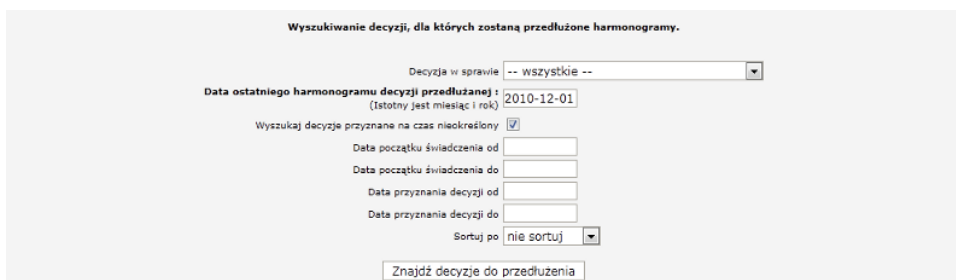 Wyszukiwanie decyzji, dla których zostaną przedłużone harmonogramy.
Decyzja w sprawie -- wszystkie --
Data ostatniego harmonogramu decyzji przedłużanej : 2010-12-01
(Istotny jest miesiąc i rok)
Wyszukaj decyzje przyznane na czas nieokreślony
Data początku świadczenia od
Data początku świadczenia do
Data przyznania decyzji od
Data przyznania decyzji do
Sortuj po nie sortuj
Znajdź decyzje do przedłużenia